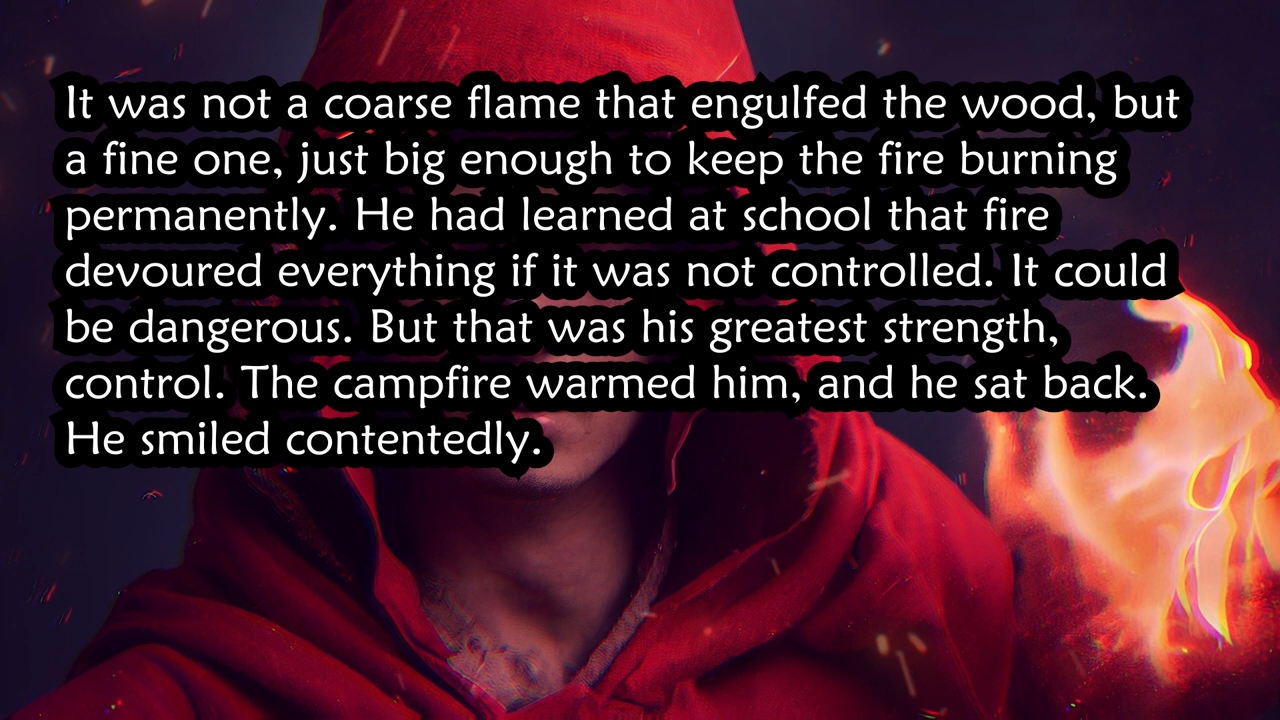 It was not a coarse flame that engulfed the wood, but
a fine one, just big enough to keep the fire burning
permanently. He had learned at school that fire
devoured everything if it was not controlled. It could
be dangerous. But that was his greatest strength,
control. The campfire warmed him, and he sat back.
He smiled contentedly.